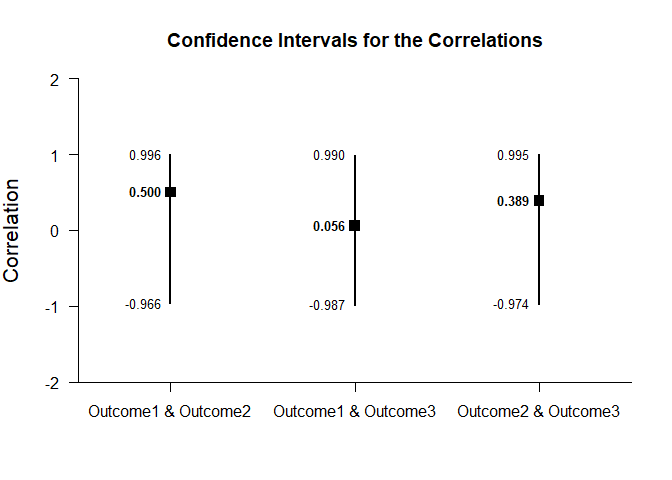 Confidence Intervals for the Correlations
2
1
0
-1
-2
Correlation
0.996
0.500
-0.966
0.990
0.056
-0.987
0.995
0.389
-0.974
Outcome1 & Outcome2
Outcome1 & Outcome3
Outcome2 & Outcome3